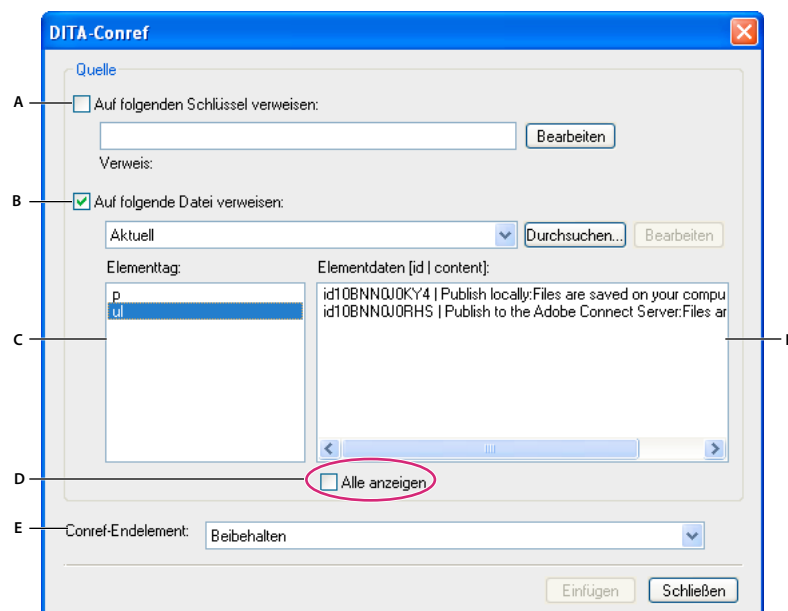 DITA-Conref
Quelle
A
Auf folgenden Schlüssel verweisen:
Bearbeiten
Verweis:
B
Auf folgende Datei verweisen:
Aktuell
Durchsuchen...
Bearbeiten
Elementtag:
Elementdaten [id | content]:
p
ul
id10BNN0J0KY4 | Publish locally:Files are saved on your compu
id10BNN0J0RHS | Publish to the Adobe Connect Server:Files ar
C
D
Alle anzeigen
E
Conref-Endelement:
Beibehalten
Einfügen
Schließen